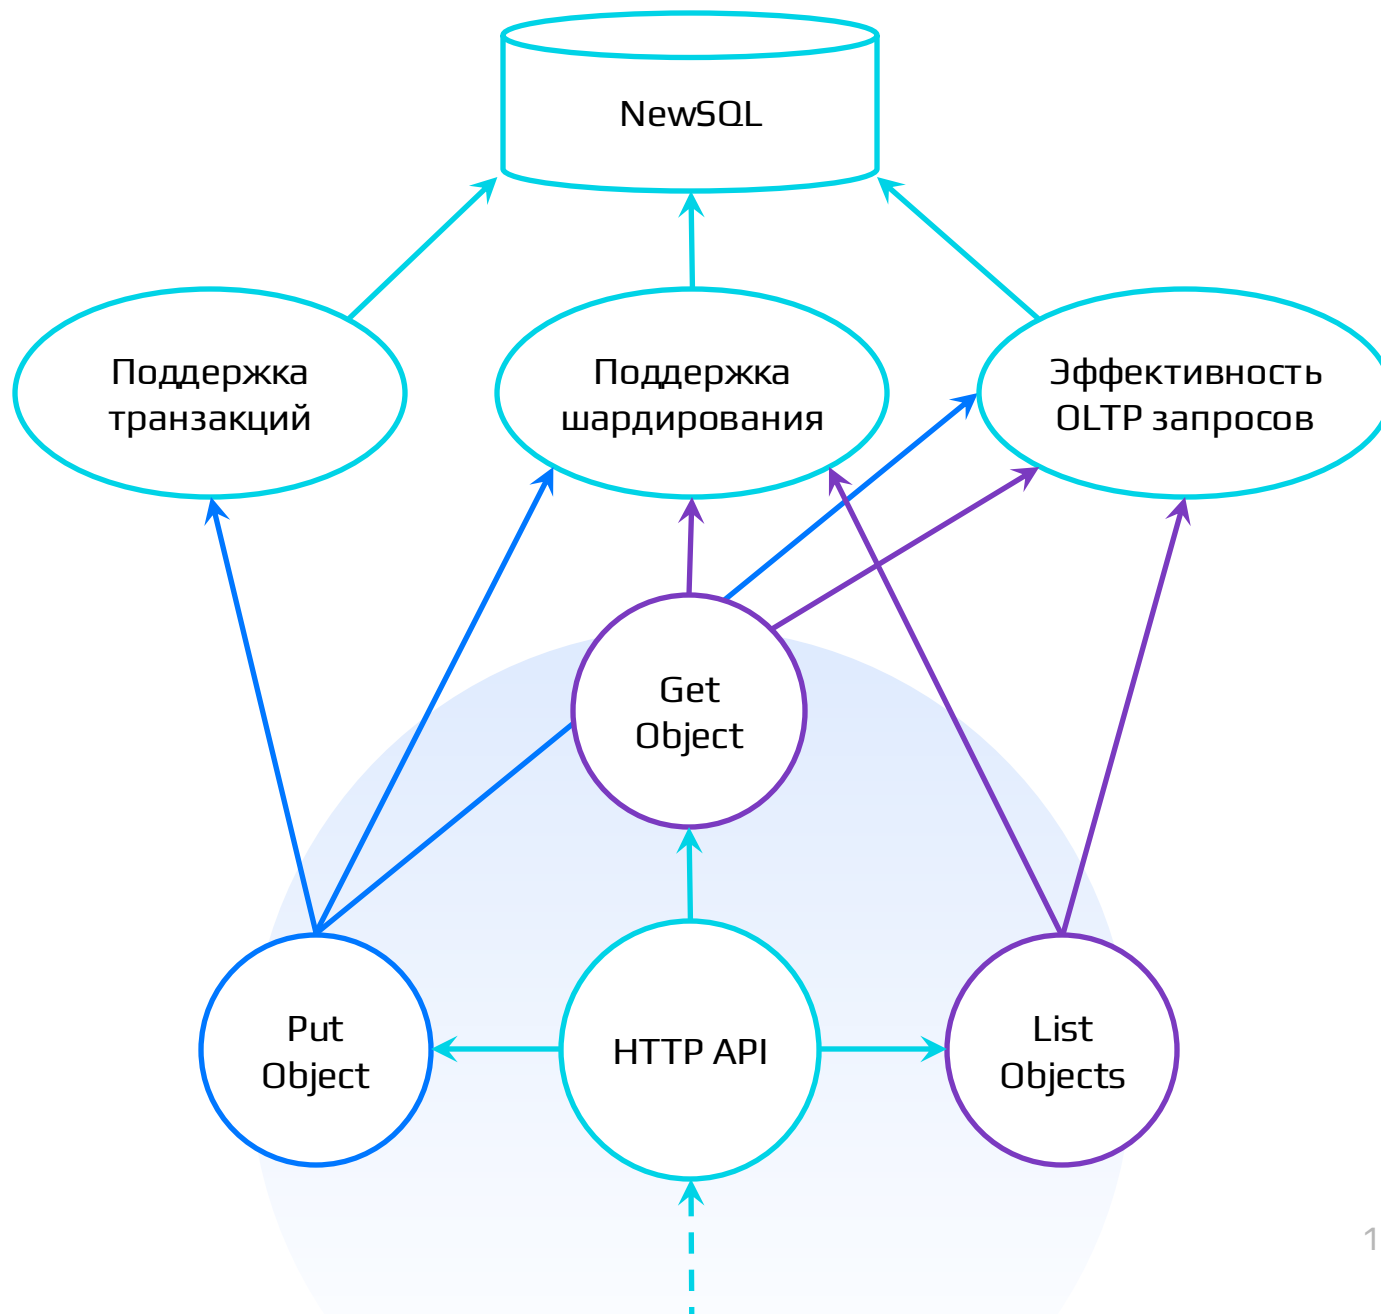 NewSQL
Поддержка
транзакций
Поддержка
шардирования
Эффективность
OLTP запросов
Get
Object
Put
Object
HTTP API
List
Objects
1